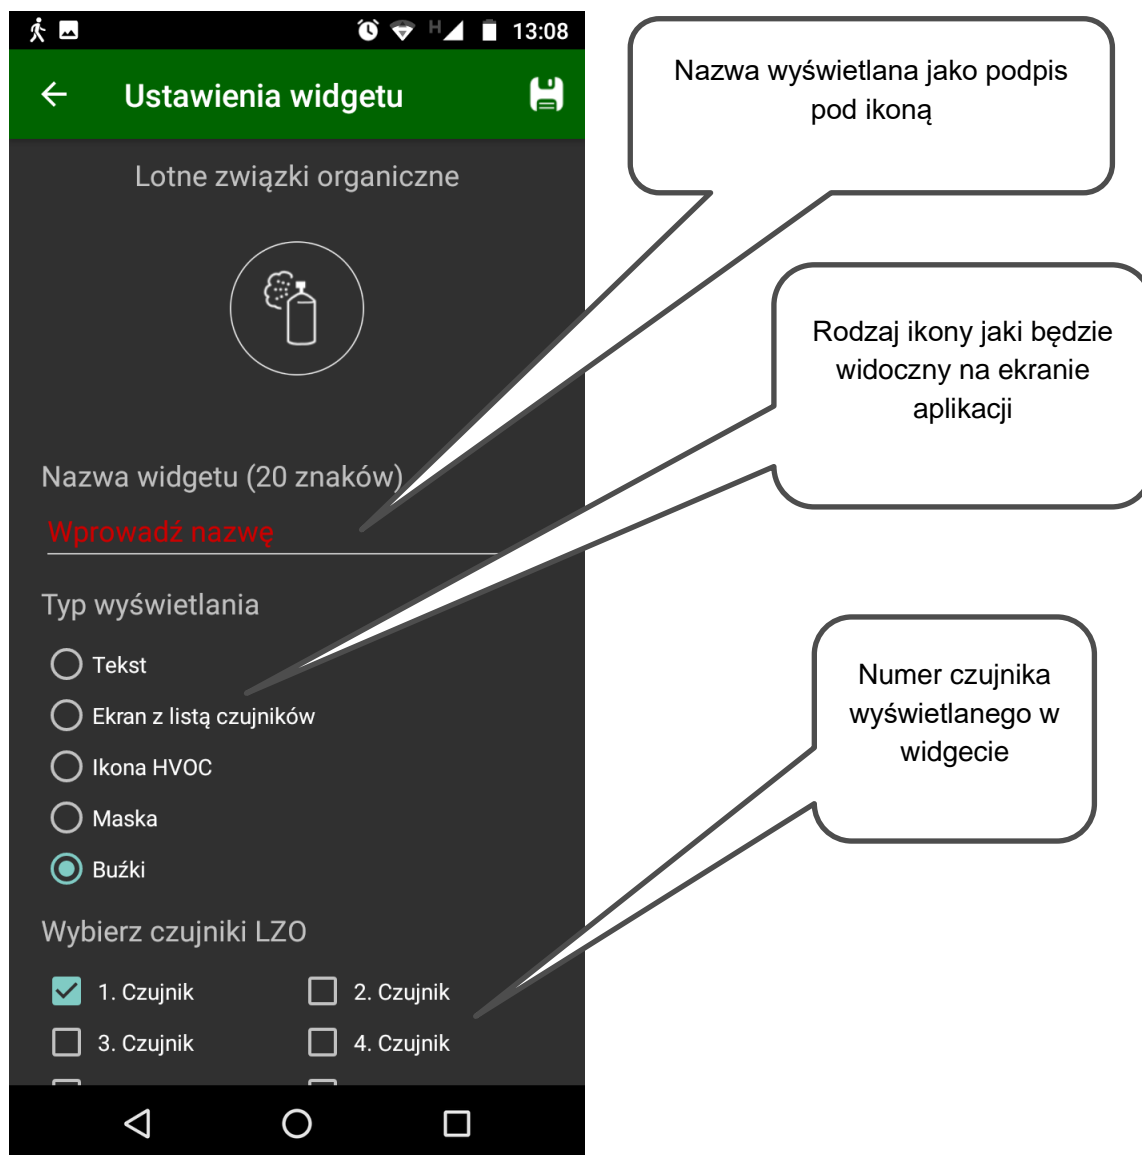 13:08
Ustawienia widgetu
Lotne związki organiczne
Nazwa widgetu (20 znaków)
Wprowadź nazwę
Typ wyświetlania
Tekst
Ekran z listą czujników
Ikona HVOC
Maska
Buźki
Wybierz czujniki LZO
1. Czujnik
2. Czujnik
3. Czujnik
4. Czujnik
Nazwa wyświetlana jako podpis
pod ikoną
Rodzaj ikony jaki będzie
widoczny na ekranie
aplikacji
Numer czujnika
wyświetlanego w
widgecie
H